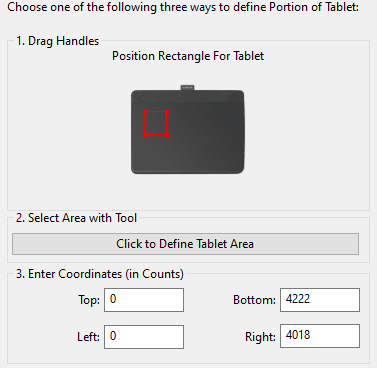 Choose one of the following three ways to define Portion of Tablet:
1. Drag Handles
Position Rectangle For Tablet
2. Select Area with Tool
Click to Define Tablet Area
3. Enter Coordinates (in Counts)
Top: 0 Bottom: 4222
Left: 0 Right: 4018